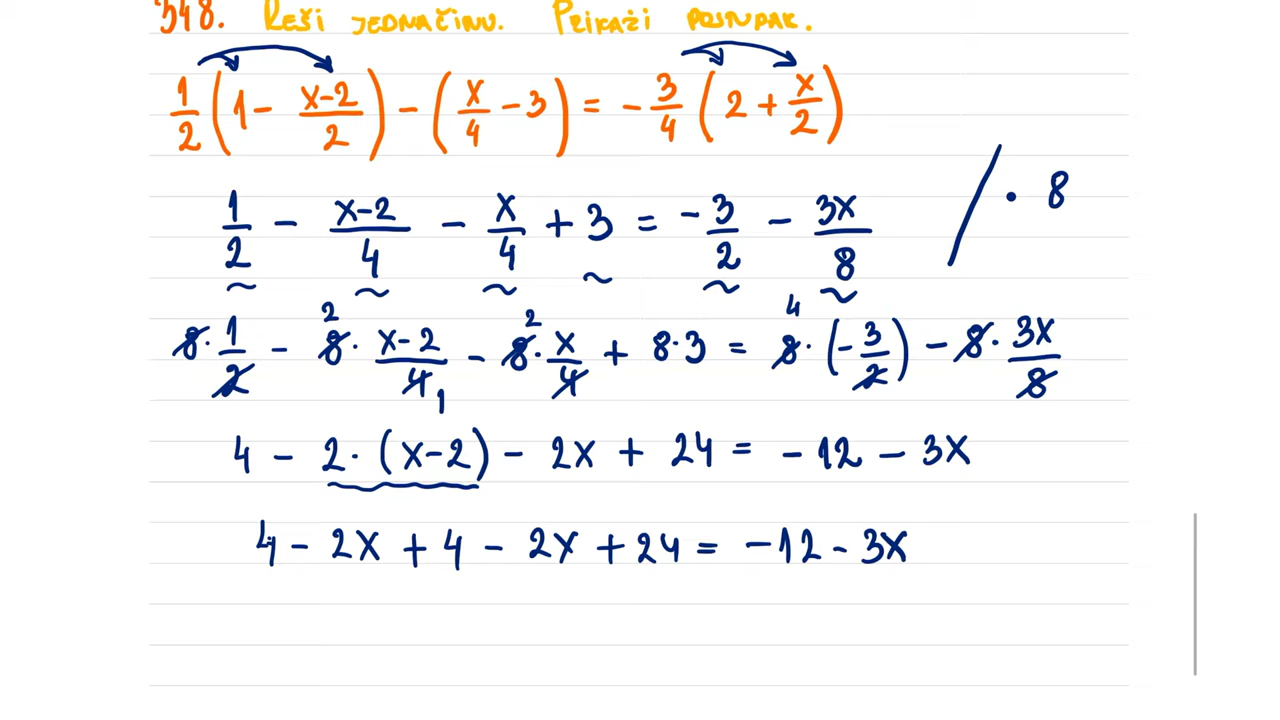 348. REŠI JEDNAČINU. PRIKAŽI POSTUPAK.
1/2 (1 - (x-2)/2) - (x/4 - 3) = - 3/4 (2 + x/2)
1/2 - (x-2)/4 - x/4 + 3 = -3/2 - 3x/8 / · 8
8 · 1/2 - 8 · (x-2)/4 - 8 · x/4 + 8 · 3 = 8 · (-3/2) - 8 · 3x/8
4 - 2 · (x-2) - 2x + 24 = -12 - 3x
4 - 2x + 4 - 2x + 24 = -12 - 3x